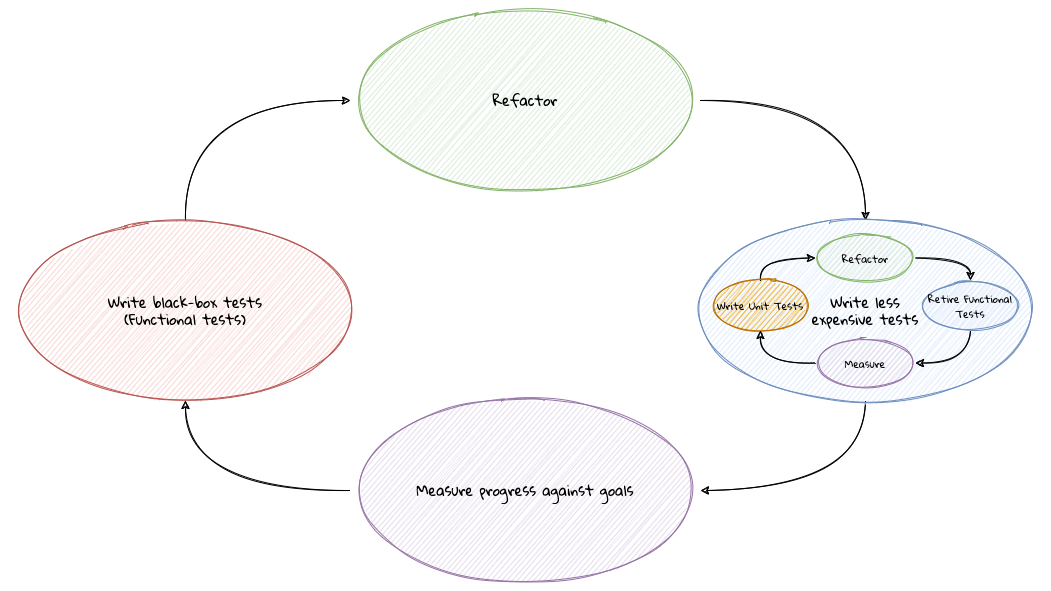 Refactor
Write black-box tests
(Functional tests)
Refactor
Write Unit Tests
Write less
expensive tests
Retire Functional
Tests
Measure
Measure progress against goals